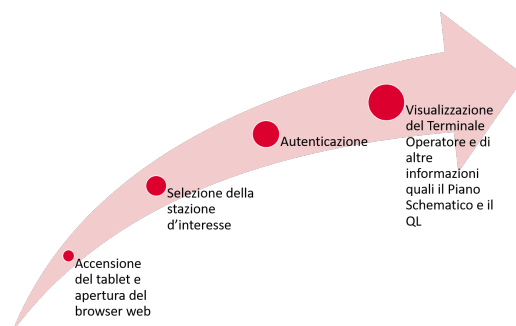 Accensione
del tablet e
apertura del
browser web
Selezione della
stazione
d'interesse
Autenticazione
Visualizzazione
del Terminale
Operatore e di
altre
informazioni
quali il Piano
Schematico e il
QL